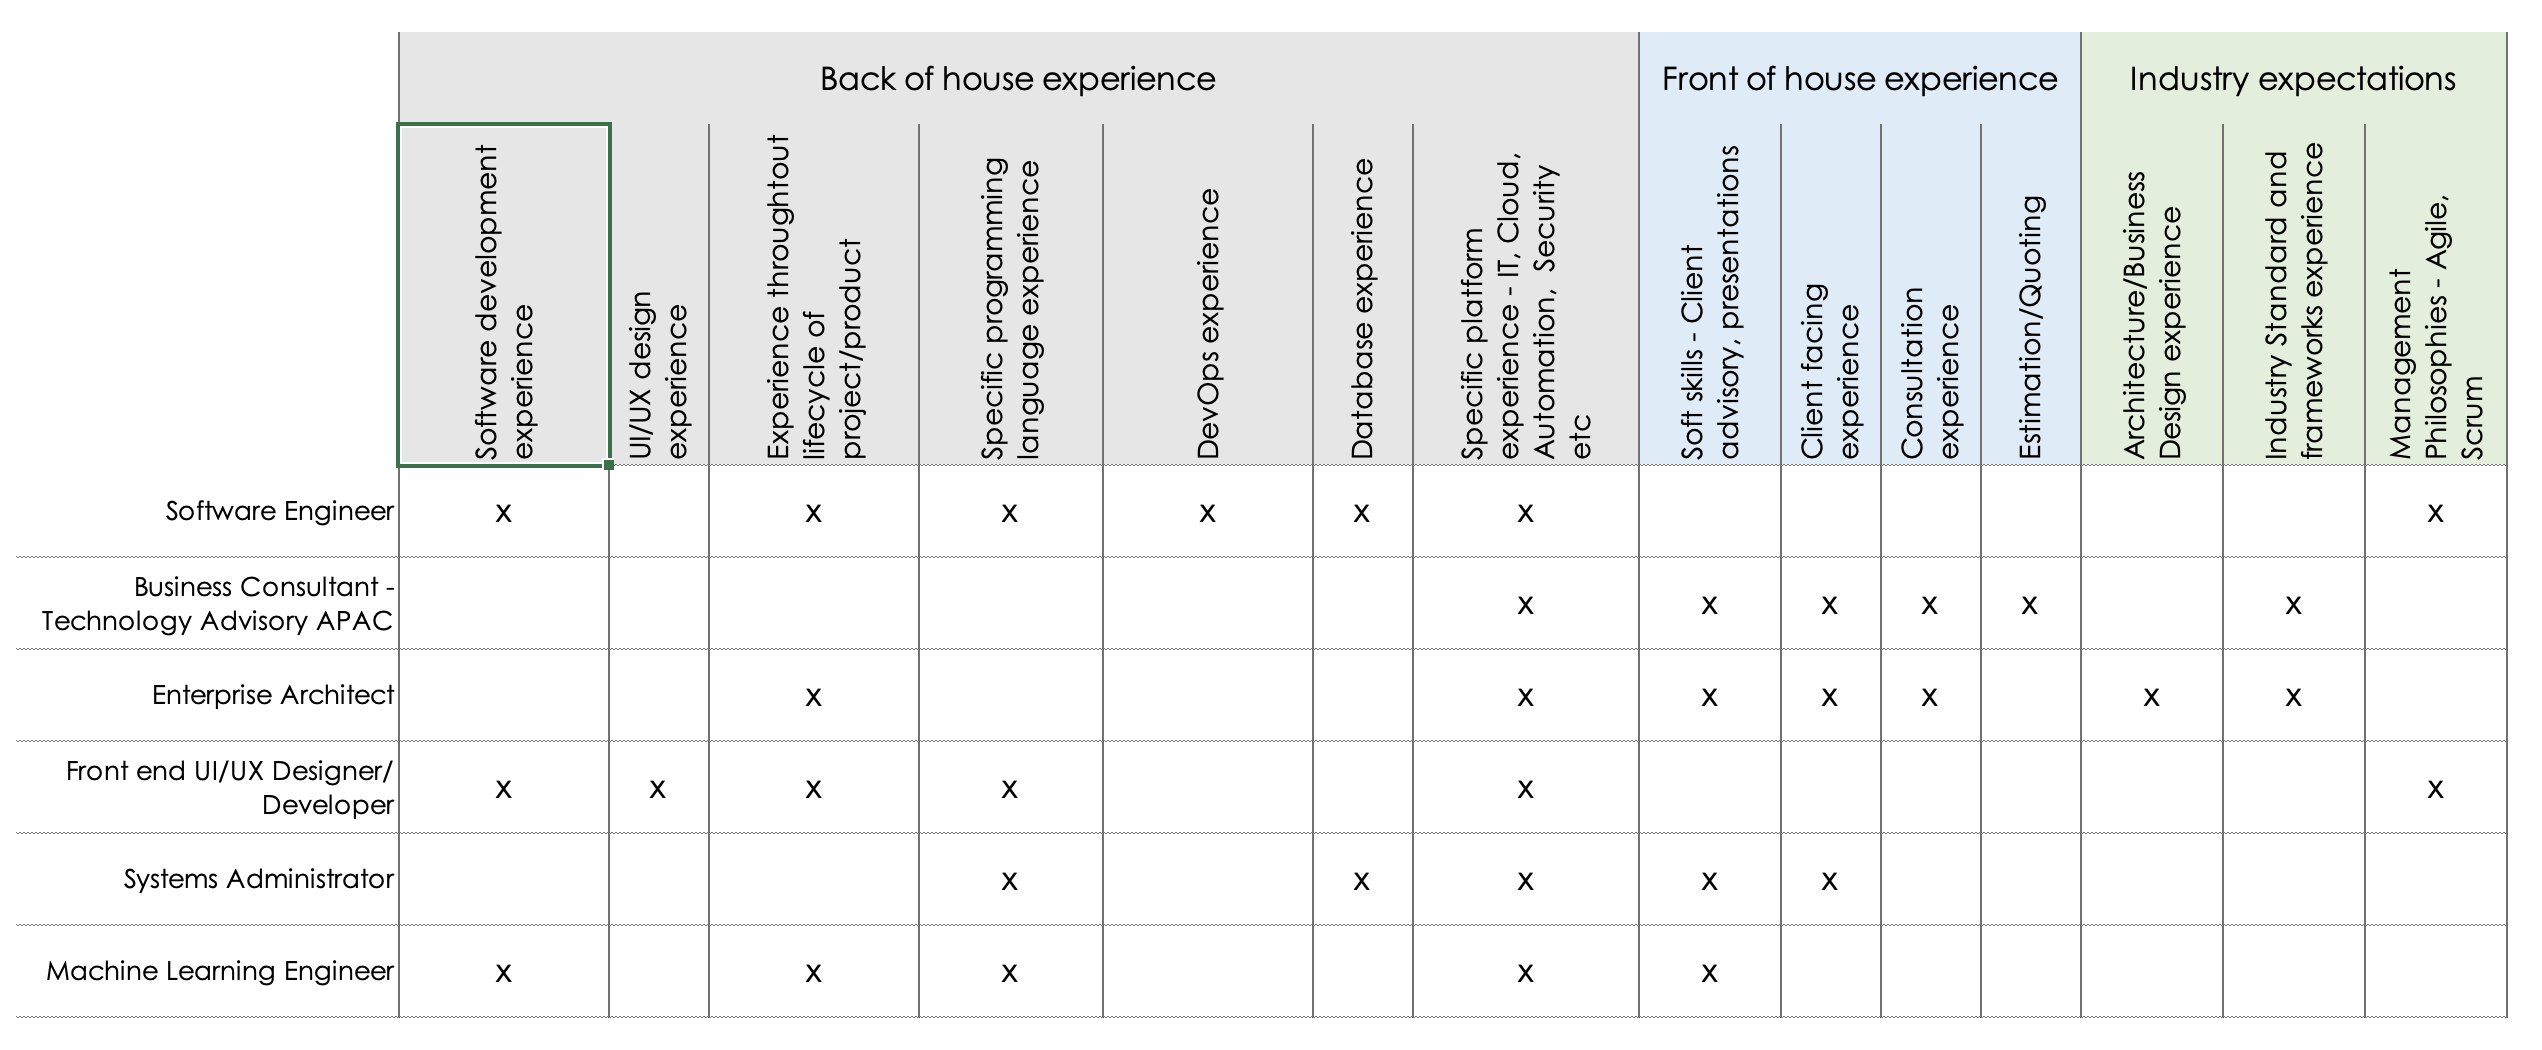 Back of house experience
Front of house experience
Industry expectations
Software development
experience
UI/UX design
experience
Experience throughtout
lifecycle of
project/product
Specific programming
language experience
DevOps experience
Database experience
Specific platform
experience - IT, Cloud,
Automation, Security
etc
Soft skills - Client
advisory, presentations
Client facing
experience
Consultation
experience
Estimation/Quoting
Architecture/Business
Design experience
Industry Standard and
frameworks experience
Management
Philosophies - Agile,
Scrum
Software Engineer x x x x x x x
Business Consultant -
Technology Advisory APAC x x x x x x
Enterprise Architect x x x x x x x
Front end UI/UX Designer/
Developer x x x x x x
Systems Administrator x x x x x
Machine Learning Engineer x x x x x